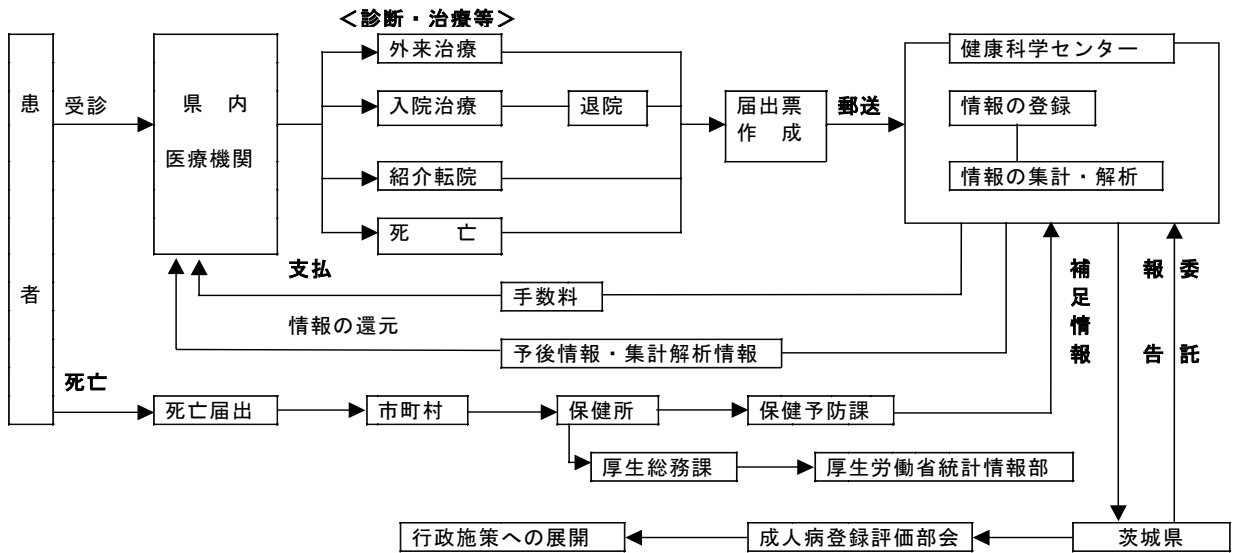 ＜診断・治療等＞
患者
受診
県　内
医療機関
外来治療
入院治療
退院
紹介転院
死　亡
届出票
作　成
郵送
健康科学センター
情報の登録
情報の集計・解析
支払
手数料
情報の還元
予後情報・集計解析情報
補足情報
報告
委託
死亡
死亡届出
市町村
保健所
保健予防課
厚生総務課
厚生労働省統計情報部
行政施策への展開
成人病登録評価部会
茨城県